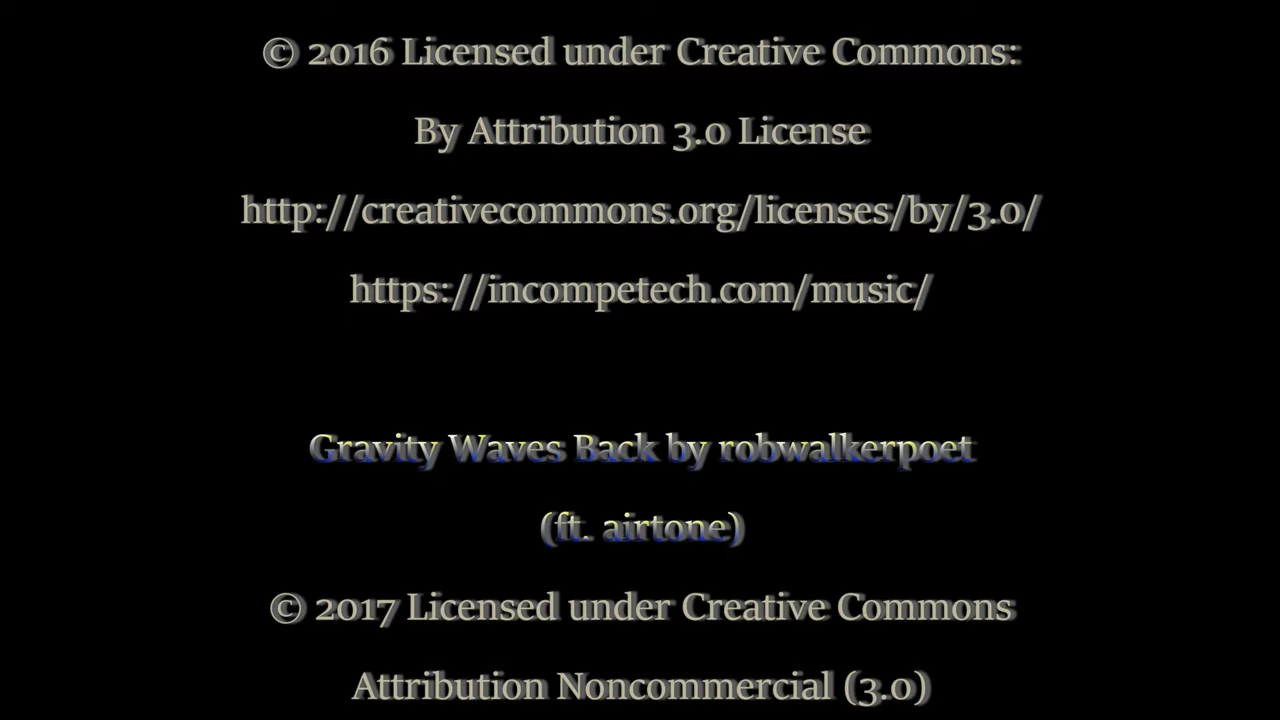 © 2016 Licensed under Creative Commons:
By Attribution 3.0 License
http://creativecommons.org/licenses/by/3.0/
https://incompetech.com/music/
Gravity Waves Back by robwalkerpoet
(ft. airtone)
© 2017 Licensed under Creative Commons
Attribution Noncommercial (3.0)